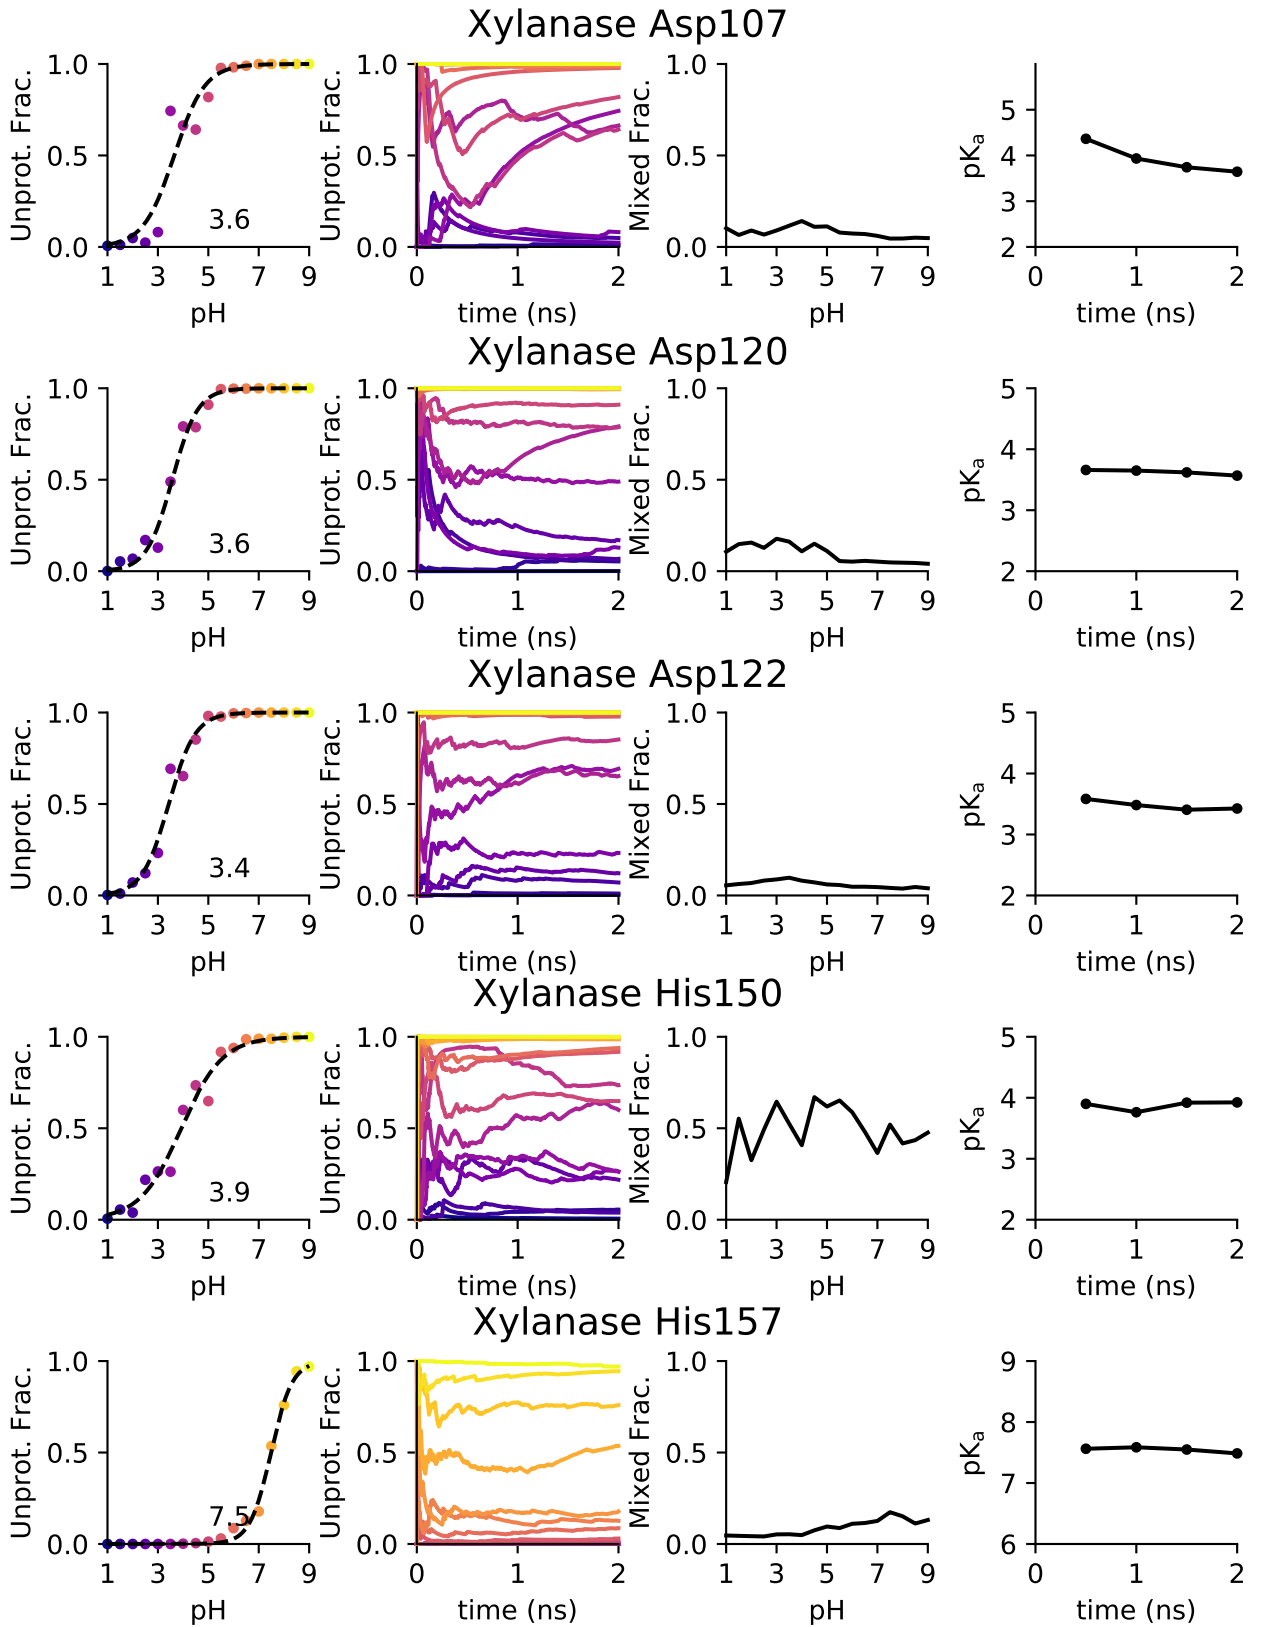 Xylanase Asp107
Unprot. Frac.
1.0
0.5
0.0
3.6
1 3 5 7 9
pH
Unprot. Frac.
1.0
0.5
0.0
0 1 2
time (ns)
Mixed Frac.
1.0
0.5
0.0
1 3 5 7 9
pH
pKa
5
4
3
2
0 1 2
time (ns)
Xylanase Asp120
Unprot. Frac.
1.0
0.5
0.0
3.6
1 3 5 7 9
pH
Unprot. Frac.
1.0
0.5
0.0
0 1 2
time (ns)
Mixed Frac.
1.0
0.5
0.0
1 3 5 7 9
pH
pKa
5
4
3
2
0 1 2
time (ns)
Xylanase Asp122
Unprot. Frac.
1.0
0.5
0.0
3.4
1 3 5 7 9
pH
Unprot. Frac.
1.0
0.5
0.0
0 1 2
time (ns)
Mixed Frac.
1.0
0.5
0.0
1 3 5 7 9
pH
pKa
5
4
3
2
0 1 2
time (ns)
Xylanase His150
Unprot. Frac.
1.0
0.5
0.0
3.9
1 3 5 7 9
pH
Unprot. Frac.
1.0
0.5
0.0
0 1 2
time (ns)
Mixed Frac.
1.0
0.5
0.0
1 3 5 7 9
pH
pKa
5
4
3
2
0 1 2
time (ns)
Xylanase His157
Unprot. Frac.
1.0
0.5
0.0
7.5
1 3 5 7 9
pH
Unprot. Frac.
1.0
0.5
0.0
0 1 2
time (ns)
Mixed Frac.
1.0
0.5
0.0
1 3 5 7 9
pH
pKa
9
8
7
6
0 1 2
time (ns)